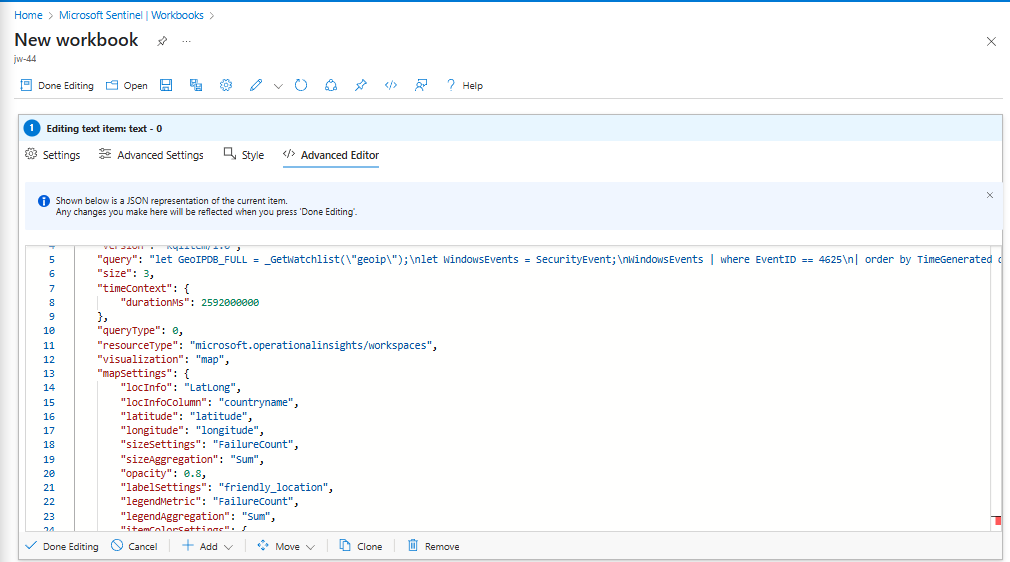 Home > Microsoft Sentinel | Workbooks >
New workbook
...
jw-44
Done Editing Open </> ? Help
1 Editing text item: text - 0
Settings Advanced Settings Style </> Advanced Editor
Shown below is a JSON representation of the current item.
Any changes you make here will be reflected when you press 'Done Editing'.
4 "version": "KqlItem/1.0",
5 "query": "let GeoIPDB_FULL = _GetWatchlist(\"geoip\");\nlet WindowsEvents = SecurityEvent;\nWindowsEvents | where EventID == 4625\n| order by TimeGenerated
6 "size": 3,
7 "timeContext": {
8 "durationMs": 2592000000
9 },
10 "queryType": 0,
11 "resourceType": "microsoft.operationalinsights/workspaces",
12 "visualization": "map",
13 "mapSettings": {
14 "locInfo": "LatLong",
15 "locInfoColumn": "countryname",
16 "latitude": "latitude",
17 "longitude": "longitude",
18 "sizeSettings": "FailureCount",
19 "sizeAggregation": "Sum",
20 "opacity": 0.8,
21 "labelSettings": "friendly_location",
22 "legendMetric": "FailureCount",
23 "legendAggregation": "Sum",
24 "itemColorSettings": {
Done Editing Cancel Add Move Clone Remove